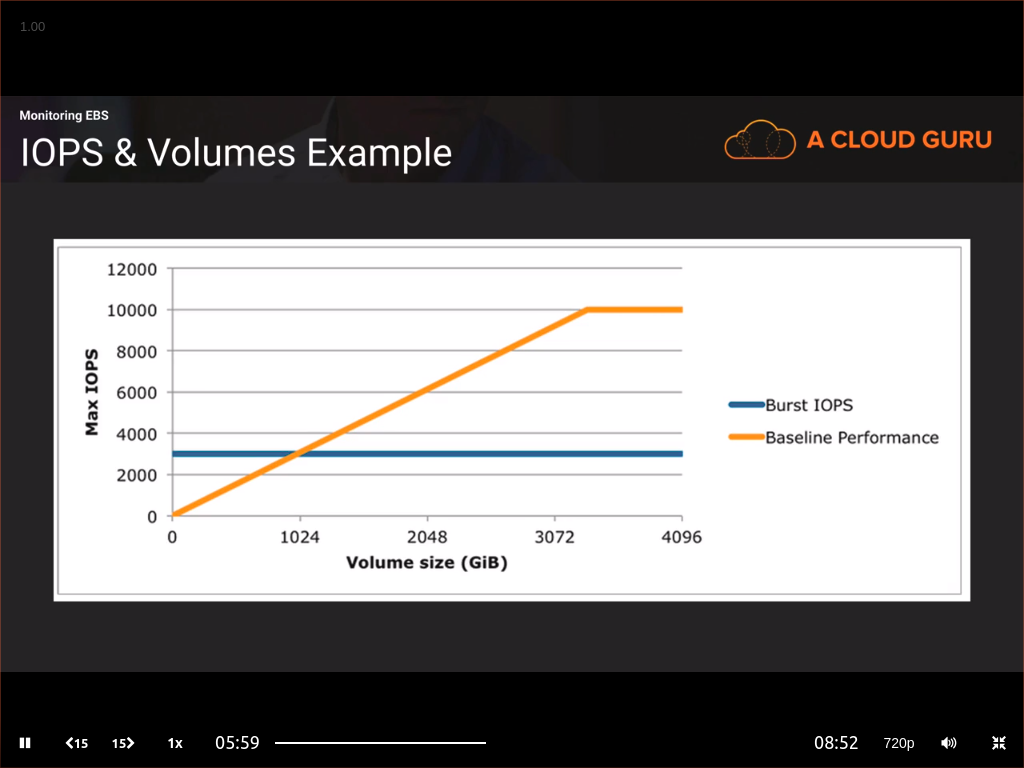 1.00
Monitoring EBS
IOPS & Volumes Example
A CLOUD GURU
12000
10000
8000
6000
4000
2000
0
Max IOPS
0 1024 2048 3072 4096
Volume size (GiB)
Burst IOPS
Baseline Performance
15 15 1x 05:59 08:52 720p